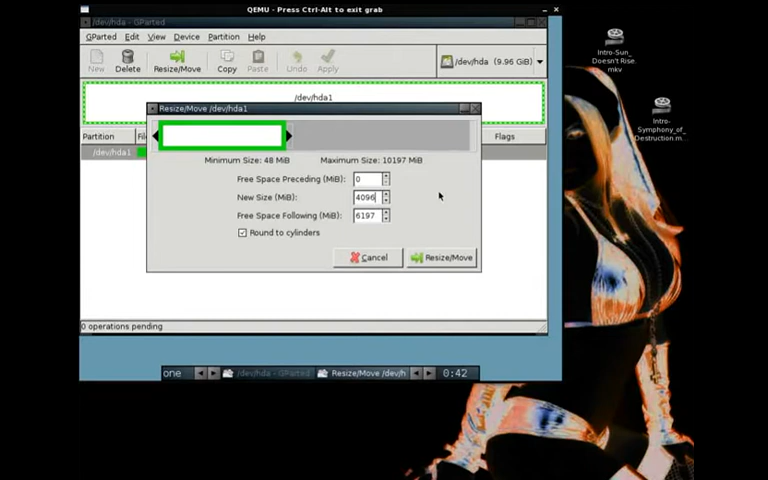 QEMU - Press Ctrl-Alt to exit grab
/dev/hda - GParted
GParted Edit View Device Partition Help
New Delete Resize/Move Copy Paste Undo Apply
/dev/hda (9.96 GiB)
/dev/hda1
Partition Fil Flags
/dev/hda1
Resize/Move /dev/hda1
Minimum Size: 48 MiB Maximum Size: 10197 MiB
Free Space Preceding (MiB): 0
New Size (MiB): 4096
Free Space Following (MiB): 6197
Round to cylinders
Cancel Resize/Move
0 operations pending
one /dev/hda - GParted Resize/Move /dev/h 0:42
Intro-Sun_
Doesn't Rise.
mkv
Intro-
Symphony_of_
Destruction.m...